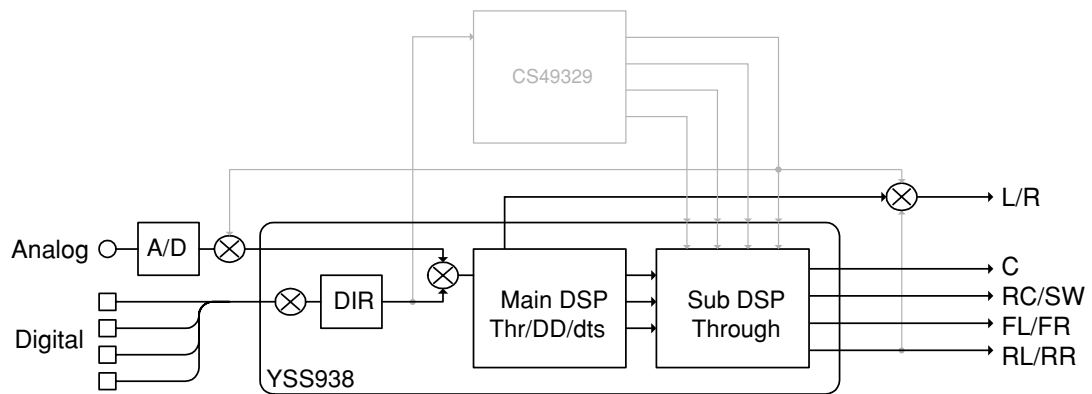 CS49329
L/R
Analog
A/D
C
DIR
Main DSP
Thr/DD/dts
Sub DSP
Through
RC/SW
Digital
FL/FR
RL/RR
YSS938